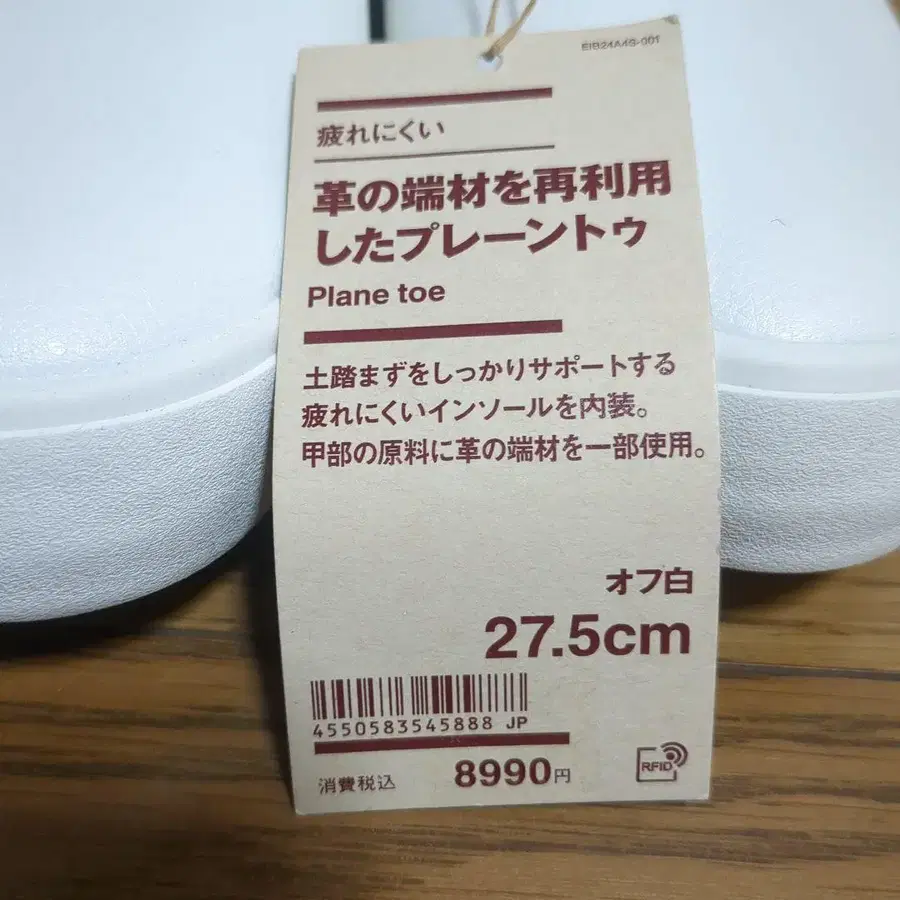 EIB24A4S-001
疲れにくい
革の端材を再利用
したプレーントゥ
Plane toe
土踏まずをしっかりサポートする
疲れにくいインソールを内装。
甲部の原料に革の端材を一部使用。
オフ白
27.5cm
4550583545888 JP
消費税込 8990円
RFID